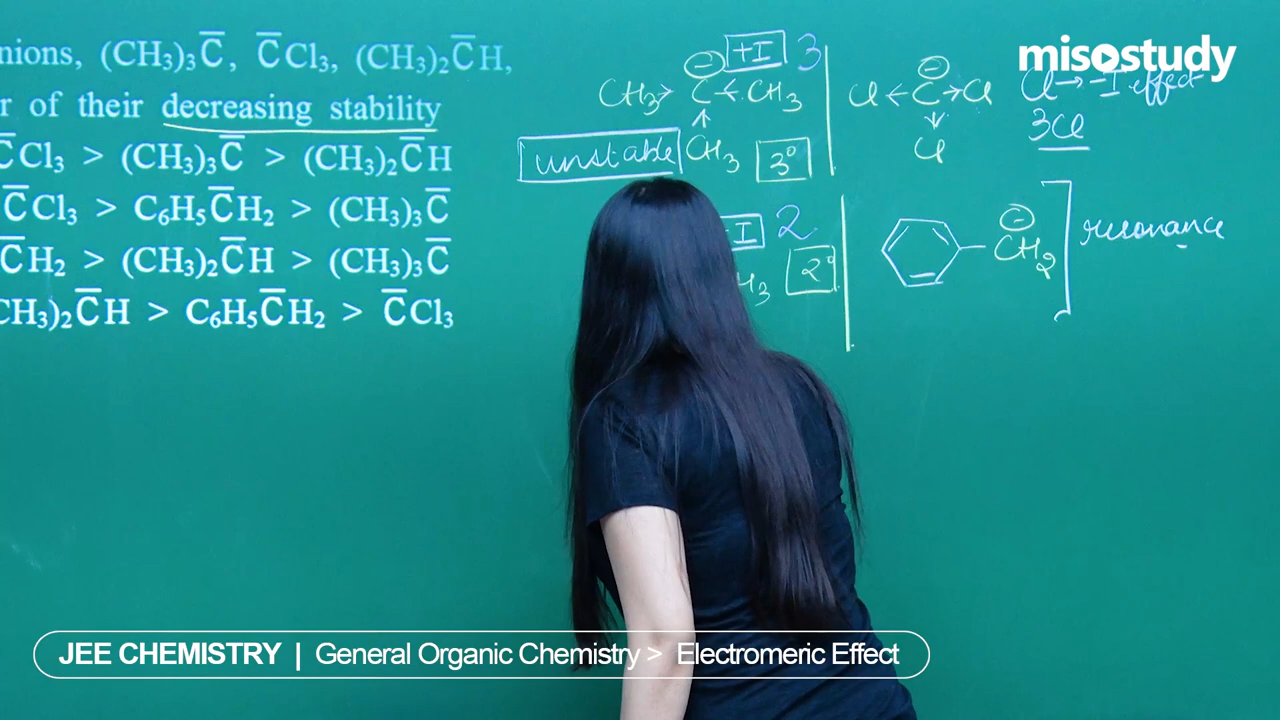 nions, (CH₃)₃C̅, C̅Cl₃, (CH₃)₂C̅H,
r of their decreasing stability
C̅Cl₃ > (CH₃)₃C̅ > (CH₃)₂C̅H
C̅Cl₃ > C₆H₅C̅H₂ > (CH₃)₃C̅
C̅H₂ > (CH₃)₂C̅H > (CH₃)₃C̅
CH₃)₂C̅H > C₆H₅C̅H₂ > C̅Cl₃
⊖ +I 3
CH₃→ C ←CH₃
↑
unstable CH₃ 3°
-I 2
H₃ 2°
⊖
Cl ← C → Cl
↓
Cl
misostudy
Cl → -I effect
3Cl
⊖
CH₂
resonance
JEE CHEMISTRY | General Organic Chemistry > Electromeric Effect